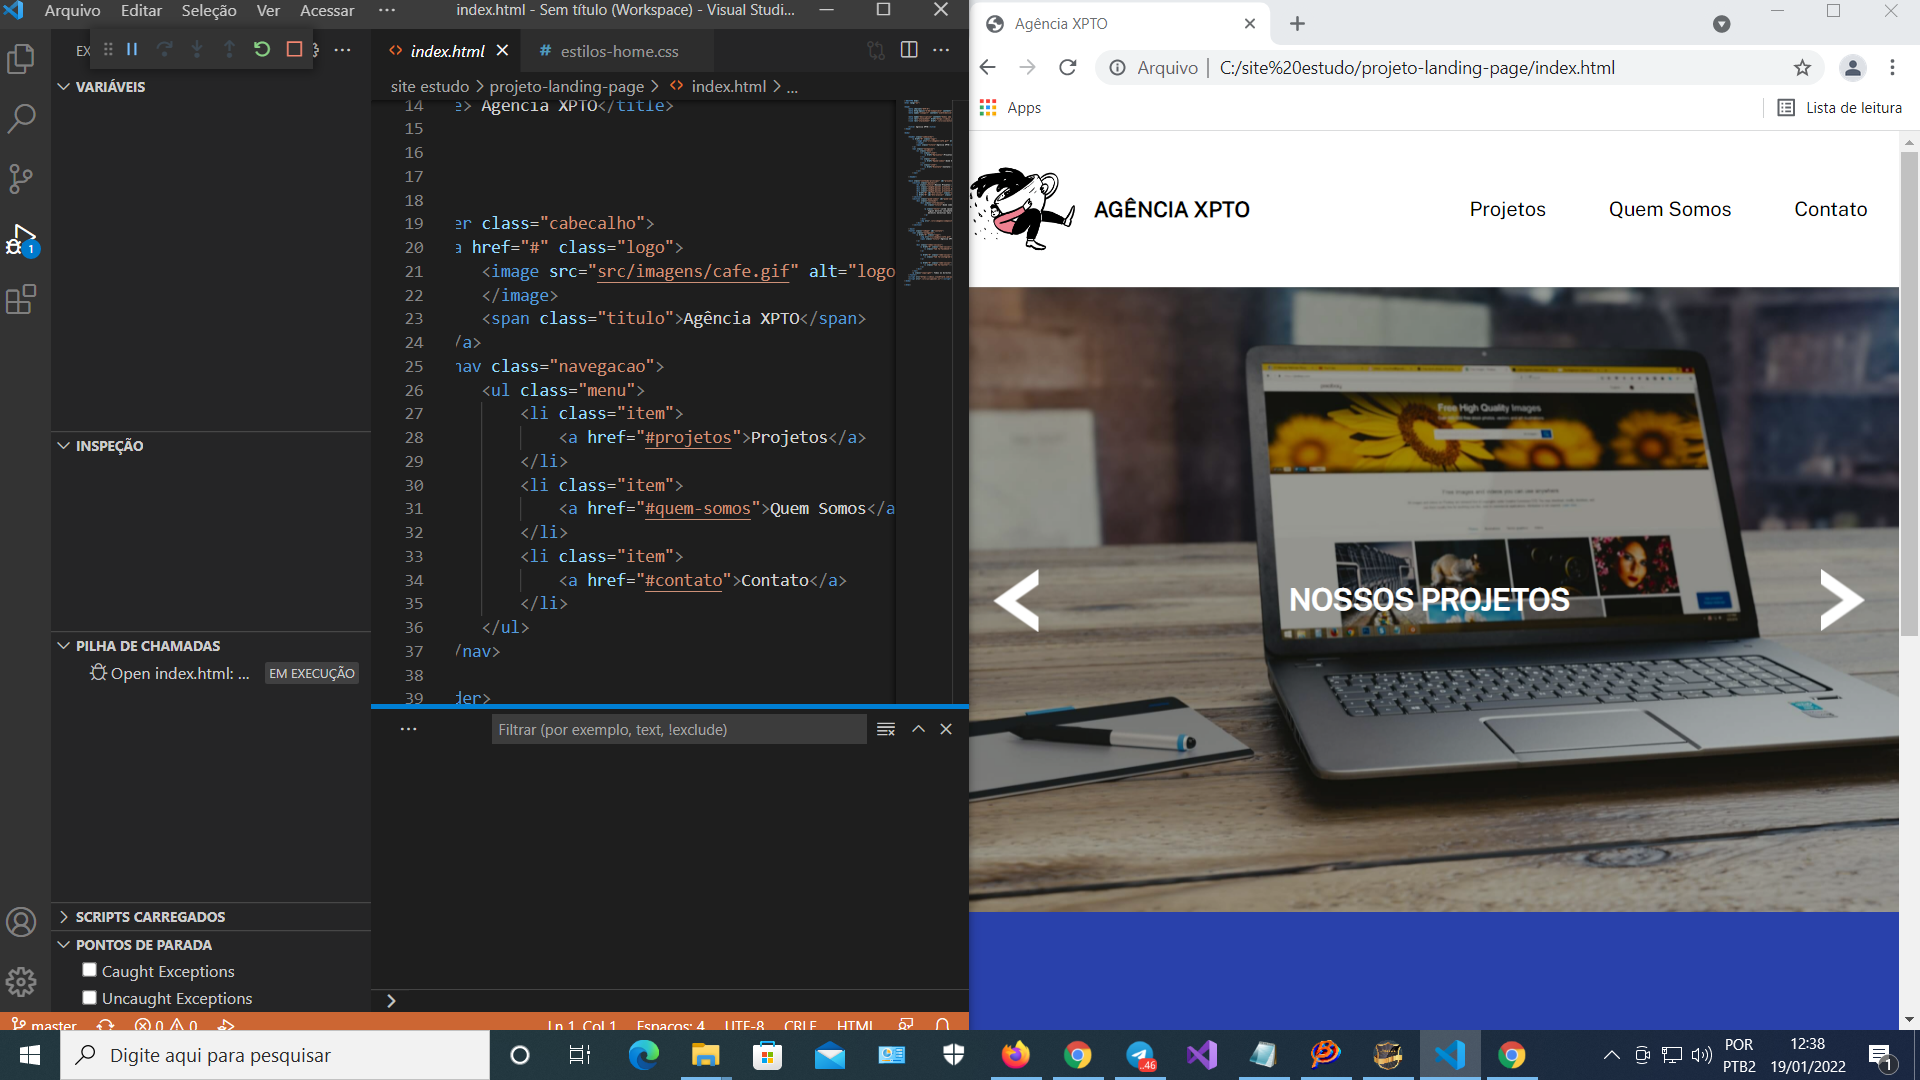 Arquivo Editar Seleção Ver Acessar ··· index.html - Sem título (Workspace) - Visual Studi...
EX
index.html
# estilos-home.css
site estudo > projeto-landing-page > <> index.html > ...
VARIÁVEIS
INSPEÇÃO
PILHA DE CHAMADAS
Open index.html: ... EM EXECUÇÃO
SCRIPTS CARREGADOS
PONTOS DE PARADA
Caught Exceptions
Uncaught Exceptions
1
14 e> Agencia XPTO</title>
15
16
17
18
19 er class="cabecalho">
20 a href="#" class="logo">
21 <image src="src/imagens/cafe.gif" alt="logo
22 </image>
23 <span class="titulo">Agência XPTO</span>
24 /a>
25 nav class="navegacao">
26 <ul class="menu">
27 <li class="item">
28 <a href="#projetos">Projetos</a>
29 </li>
30 <li class="item">
31 <a href="#quem-somos">Quem Somos</a
32 </li>
33 <li class="item">
34 <a href="#contato">Contato</a>
35 </li>
36 </ul>
37 /nav>
38
39 der>
Filtrar (por exemplo, text, !exclude)
master 0 0 Ln 1, Col 1 Espaços: 4 UTF-8 CRLF HTML
Agência XPTO
Arquivo | C:/site%20estudo/projeto-landing-page/index.html
Apps
Lista de leitura
AGÊNCIA XPTO
Projetos Quem Somos Contato
Free High Quality Images
NOSSOS PROJETOS
Digite aqui para pesquisar
46
POR
PTB2
12:38
19/01/2022
1